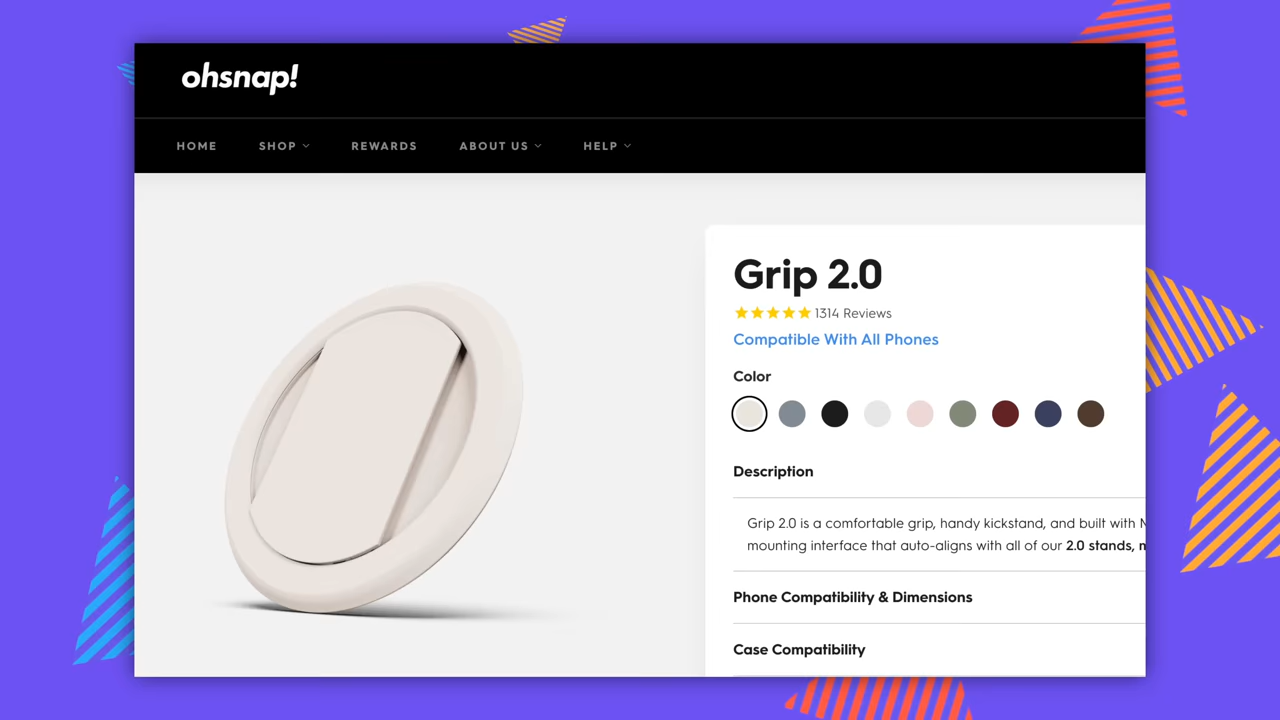 ohsnap!
HOME SHOP REWARDS ABOUT US HELP
Grip 2.0
1314 Reviews
Compatible With All Phones
Color
Description
Grip 2.0 is a comfortable grip, handy kickstand, and built with
mounting interface that auto-aligns with all of our 2.0 stands,
Phone Compatibility & Dimensions
Case Compatibility